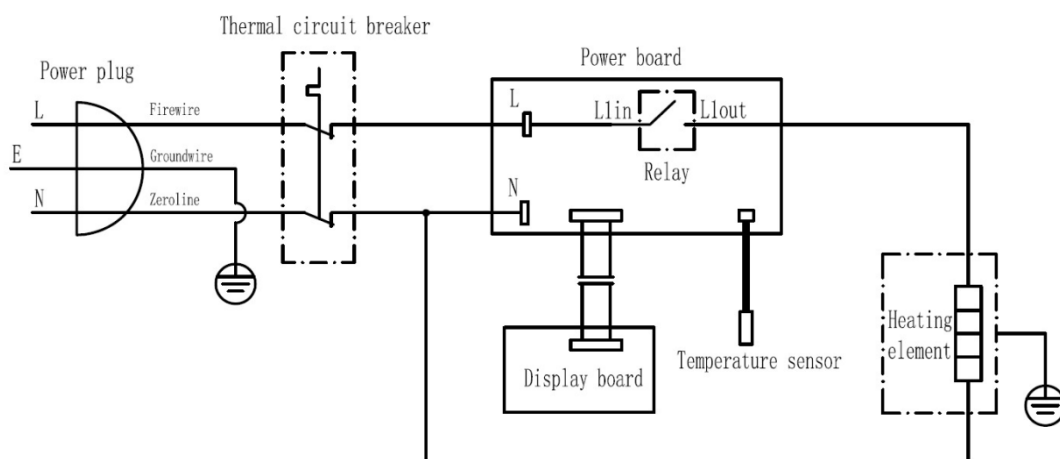 Thermal circuit breaker
Power plug
Power board
L
Firewire
L
L1in
L1out
E
Groundwire
Relay
N
Zeroline
N
Heating
element
Temperature sensor
Display board